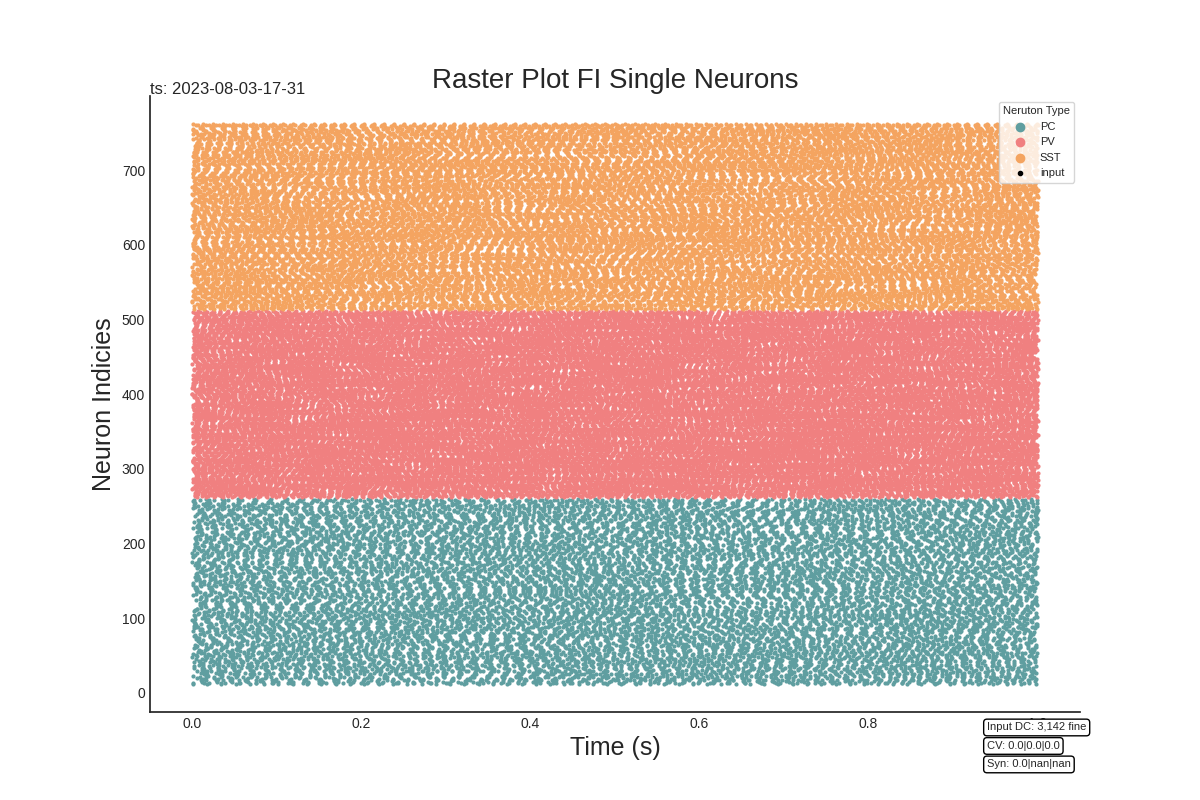 Raster Plot FI Single Neurons
ts: 2023-08-03-17-31
Neruton Type
PC
PV
SST
input
Neuron Indicies
700
600
500
400
300
200
100
0
0.0 0.2 0.4 0.6 0.8
Time (s)
Input DC: 3,142 fine
CV: 0.0|0.0|0.0
Syn: 0.0|nan|nan